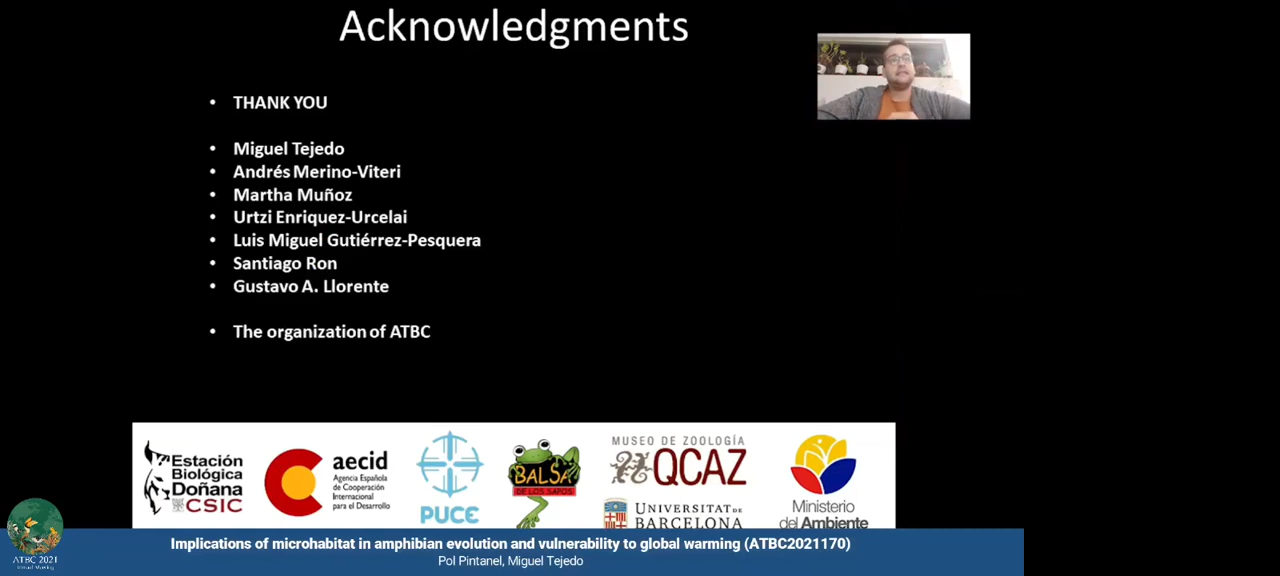 Acknowledgments
• THANK YOU
• Miguel Tejedo
• Andrés Merino-Viteri
• Martha Muñoz
• Urtzi Enriquez-Urcelai
• Luis Miguel Gutiérrez-Pesquera
• Santiago Ron
• Gustavo A. Llorente
• The organization of ATBC
Estación
Biológica
Doñana
CSIC
aecid
Agencia Española
de Cooperación
Internacional
para el Desarrollo
PUCE
BALSA
DE LOS SAPOS
MUSEO DE ZOOLOGÍA
QCAZ
UNIVERSITAT DE
BARCELONA
Ministerio
del Ambiente
ATBC 2021
Virtual Meeting
Implications of microhabitat in amphibian evolution and vulnerability to global warming (ATBC2021170)
Pol Pintanel, Miguel Tejedo